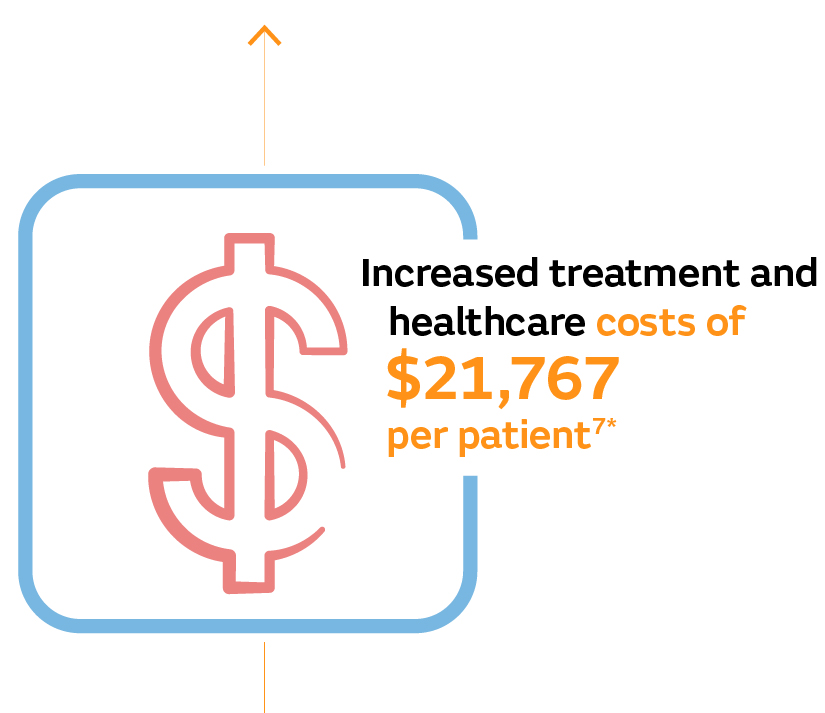 Increased treatment and
healthcare costs of
$21,767
per patient7*